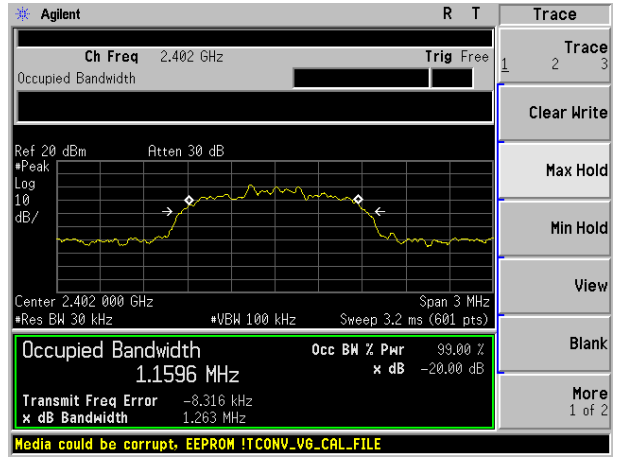 Agilent R T Trace
Ch Freq 2.402 GHz Trig Free
Occupied Bandwidth
Trace
1 2 3
Clear Write
Max Hold
Min Hold
View
Blank
More
1 of 2
Ref 20 dBm Atten 30 dB
#Peak
Log
10
dB/
Center 2.402 000 GHz Span 3 MHz
#Res BW 30 kHz #VBW 100 kHz Sweep 3.2 ms (601 pts)
Occupied Bandwidth Occ BW % Pwr 99.00 %
1.1596 MHz x dB -20.00 dB
Transmit Freq Error -8.316 kHz
x dB Bandwidth 1.263 MHz
Media could be corrupt, EEPROM !TCONV_VG_CAL_FILE